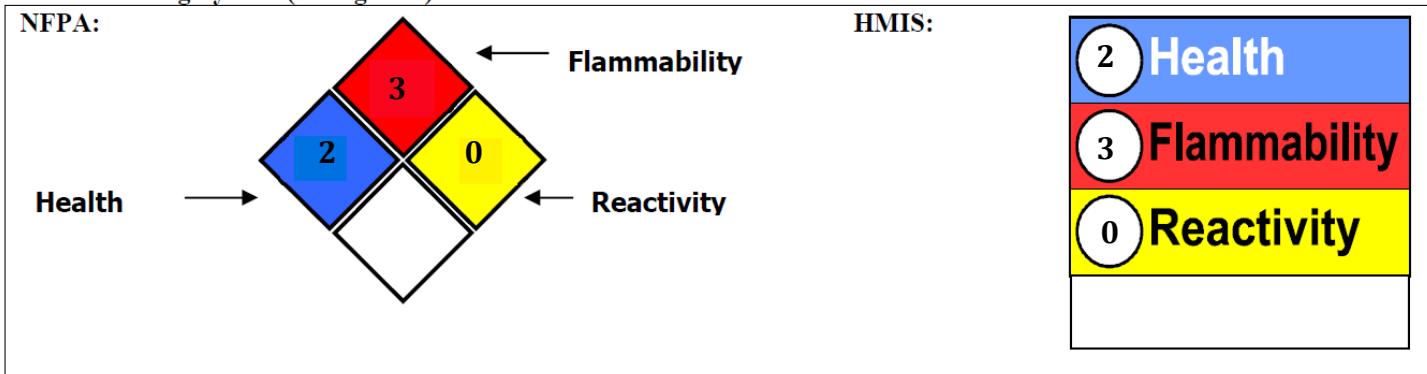 NFPA:
Flammability
3
2
0
Health
Reactivity
HMIS:
2 Health
3 Flammability
0 Reactivity